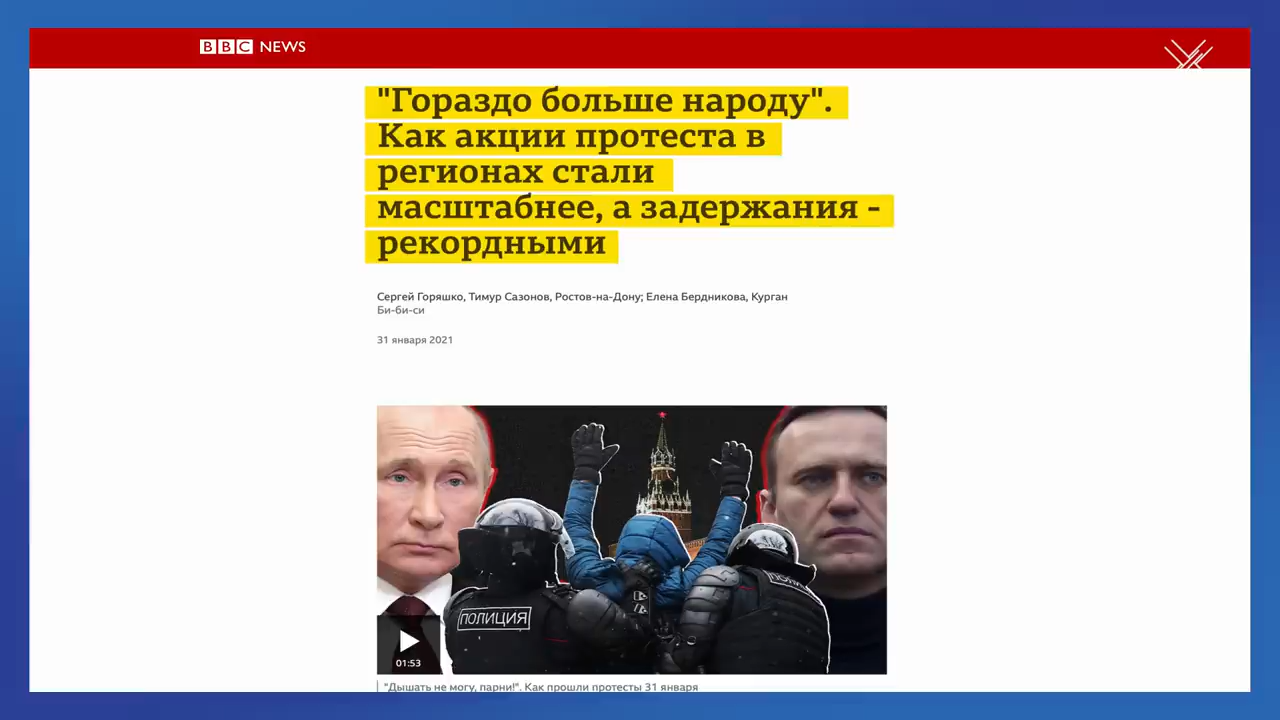 BBC NEWS
"Гораздо больше народу".
Как акции протеста в
регионах стали
масштабнее, а задержания -
рекордными
Сергей Горяшко, Тимур Сазонов, Ростов-на-Дону; Елена Бердникова, Курган
Би-би-си
31 января 2021
ПОЛИЦИЯ
01:53
"Дышать не могу, парни!". Как прошли протесты 31 января